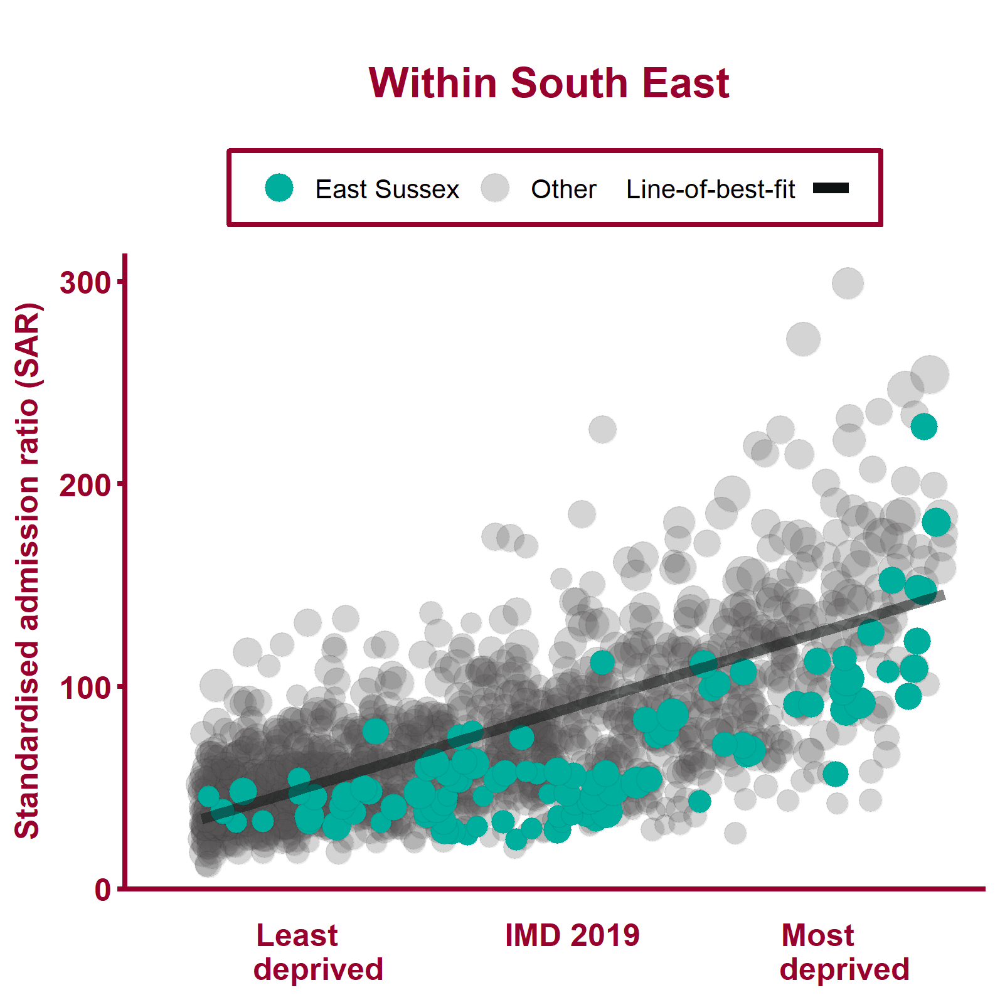 Within South East
East Sussex
Other
Line-of-best-fit
Standardised admission ratio (SAR)
300
200
100
0
Least
deprived
IMD 2019
Most
deprived